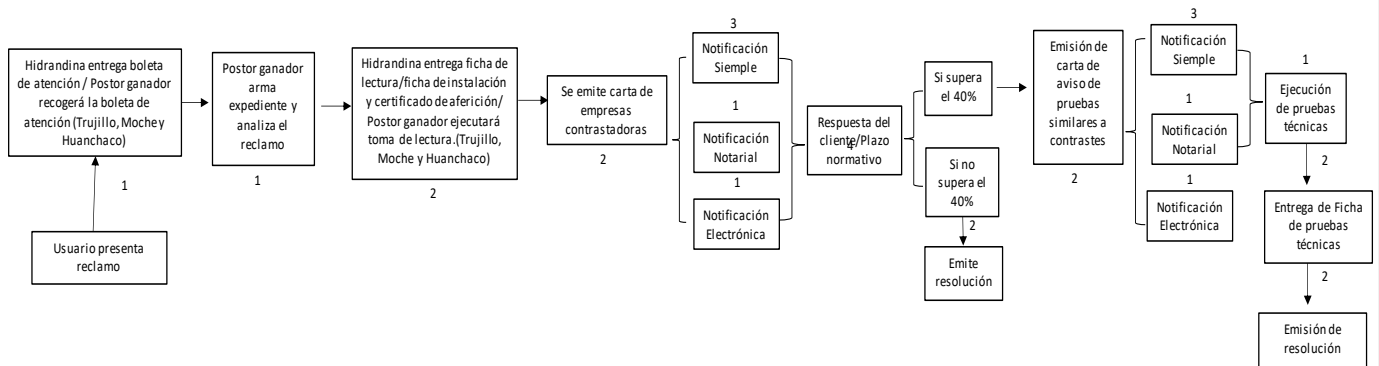 Hidrandina entrega boleta
de atención / Postor ganador
recogerá la boleta de
atención (Trujillo, Moche y
Huanchaco)
1
Usuario presenta
reclamo
Postor ganador
arma
expediente y
analiza el
reclamo
1
Hidrandina entrega ficha de
lectura/ficha de instalación
y certificado de aferición/
Postor ganador ejecutará
toma de lectura.(Trujillo,
Moche y Huanchaco)
2
Se emite carta de
empresas
contrastadoras
2
3
Notificación
Siemple
1
Notificación
Notarial
1
Notificación
Electrónica
Respuesta del
cliente/Plazo
normativo
4
Si supera
el 40%
Si no
supera el
40%
2
Emite
resolución
Emisión de
carta de
aviso de
pruebas
similares a
contrastes
2
3
Notificación
Siemple
1
Notificación
Notarial
1
Notificación
Electrónica
1
Ejecución
de pruebas
técnicas
2
Entrega de Ficha
de pruebas
técnicas
2
Emisión de
resolución